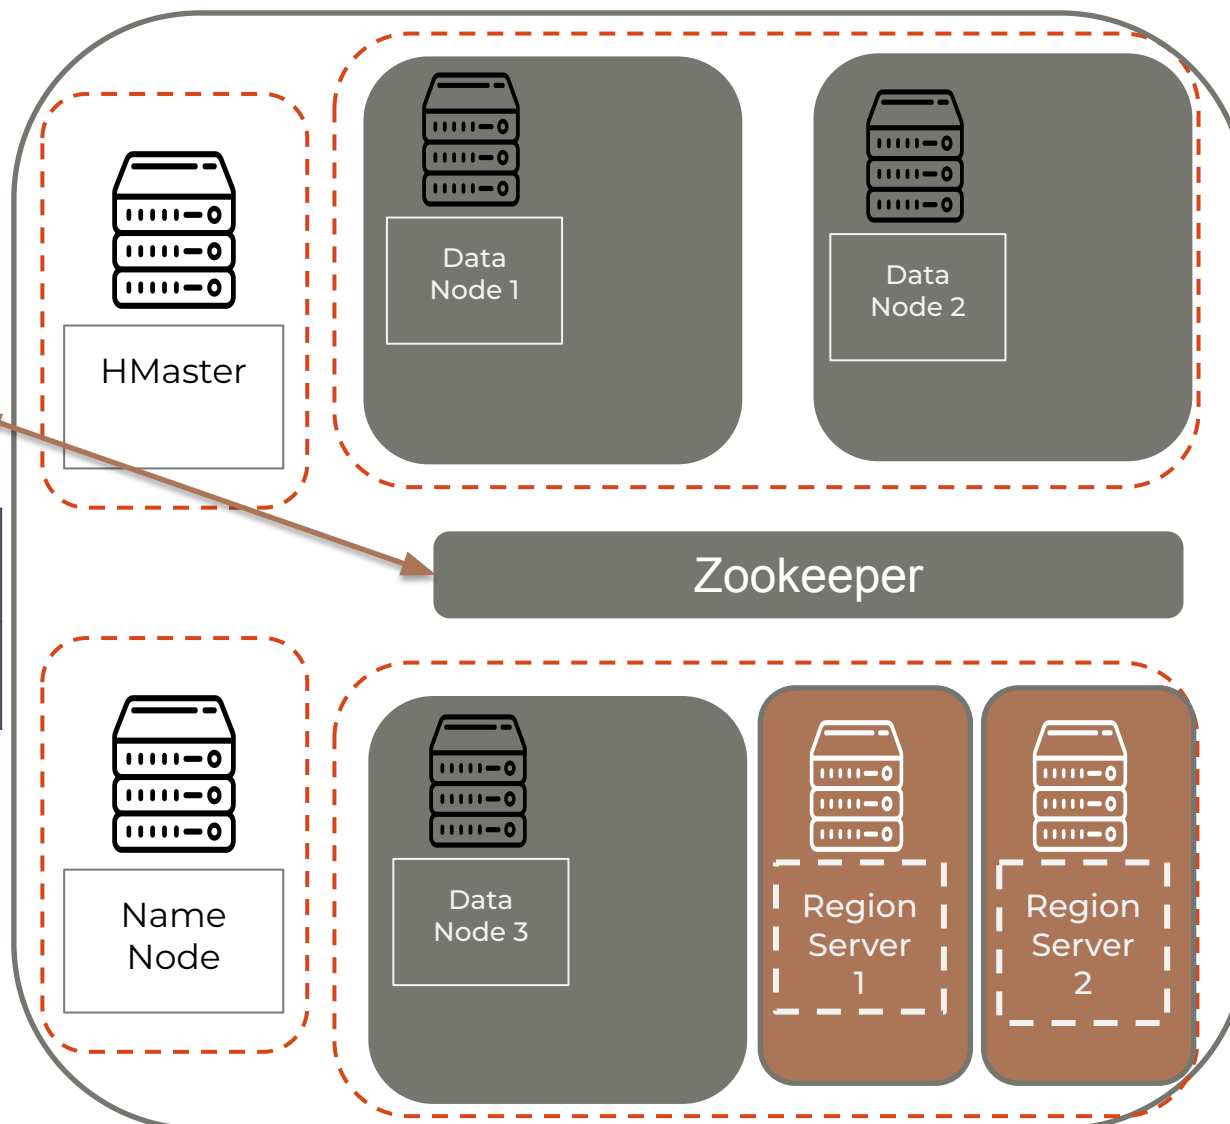 HMaster
Data
Node 1
Data
Node 2
Zookeeper
Name
Node
Data
Node 3
Region
Server
1
Region
Server
2